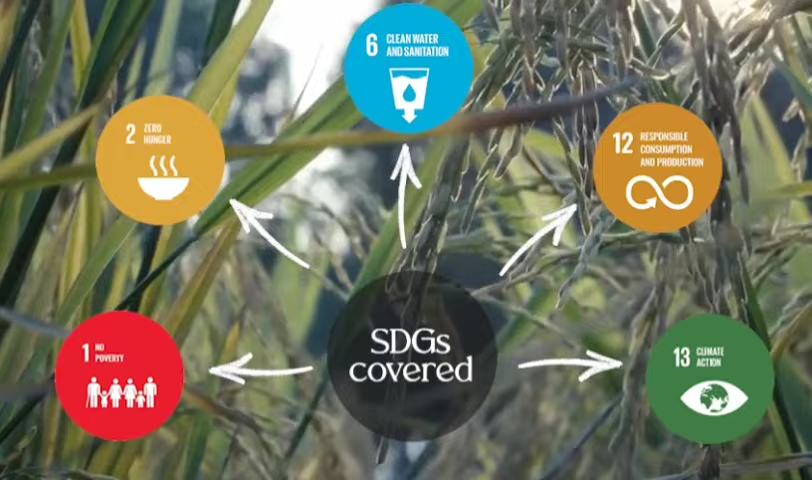 6 CLEAN WATER
AND SANITATION
2 ZERO
HUNGER
12 RESPONSIBLE
CONSUMPTION
AND PRODUCTION
SDGs
covered
1 NO
POVERTY
13 CLIMATE
ACTION